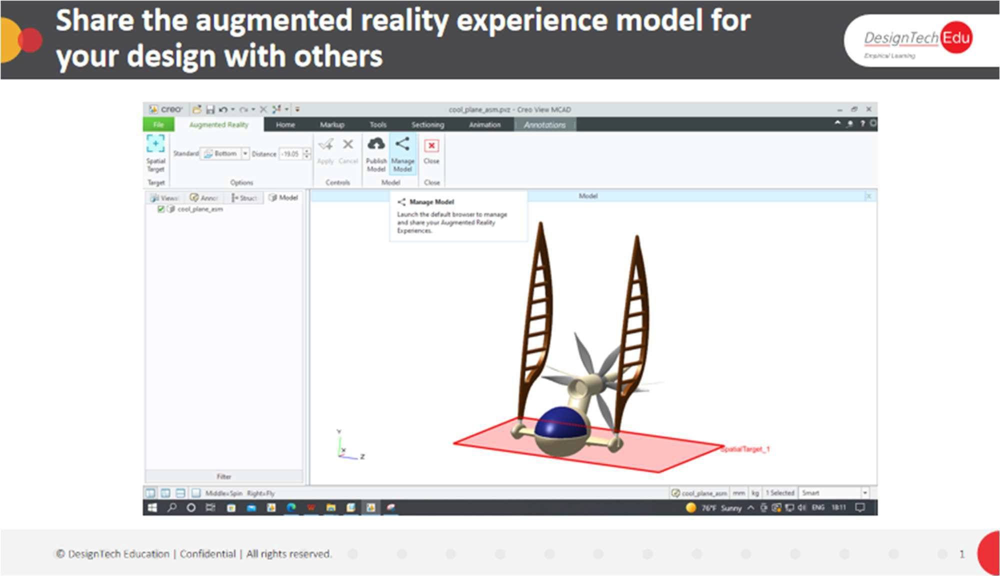 Share the augmented reality experience model for
your design with others
DesignTech Edu
Empirical Learning
creo
cool_plane_asm.pvz - Creo View MCAD
File Augmented Reality Home Markup Tools Sectioning Animation Annotations
Standard Bottom Distance -19.05
Spatial
Target
Apply Cancel
Publish
Model
Manage
Model
Close
Target Options Controls Model Close
Views Annot Struct Model
cool_plane_asm
Model
Manage Model
Launch the default browser to manage
and share your Augmented Reality
Experiences.
SpatialTarget_1
Y
X
Z
Filter
Middle=Spin Right=Fly
cool_plane_asm mm kg 1 Selected Smart
76°F Sunny ENG 18:11
© DesignTech Education | Confidential | All rights reserved.
1